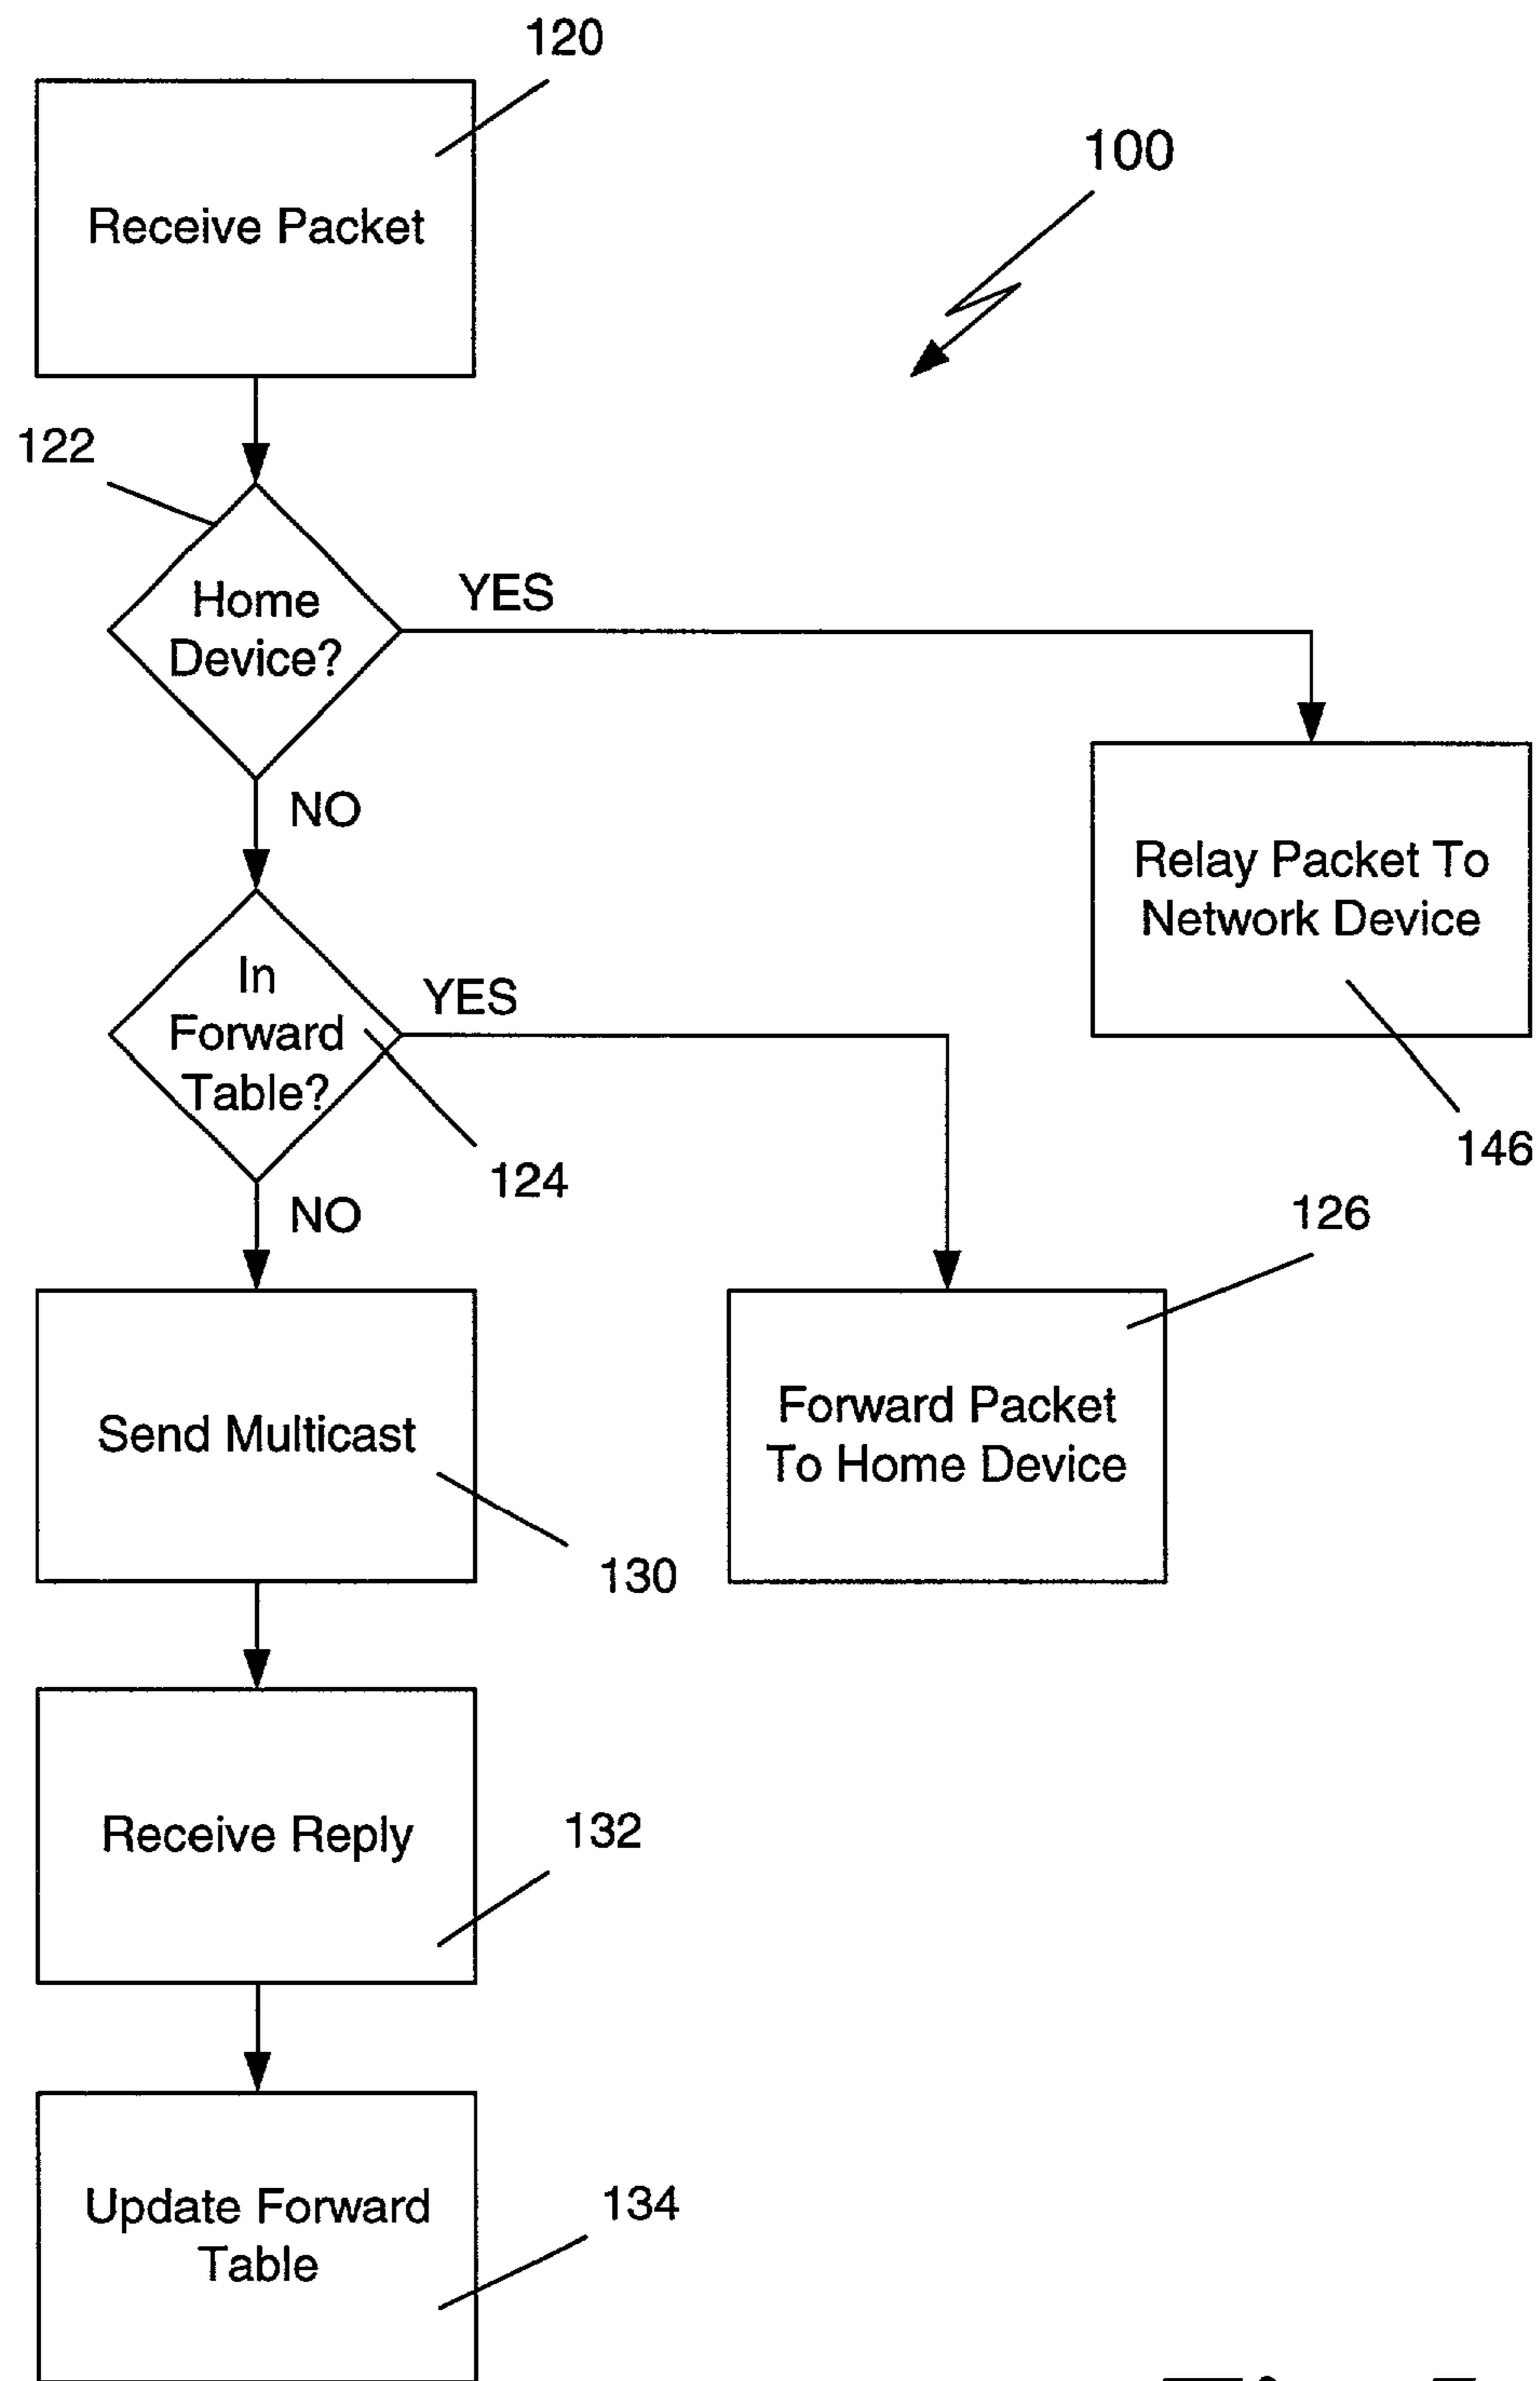 120
Receive Packet
100
122
Home
Device?
YES
NO
Relay Packet To
Network Device
146
In
Forward
Table?
YES
124
NO
126
Send Multicast
130
Forward Packet
To Home Device
Receive Reply
132
Update Forward
Table
134